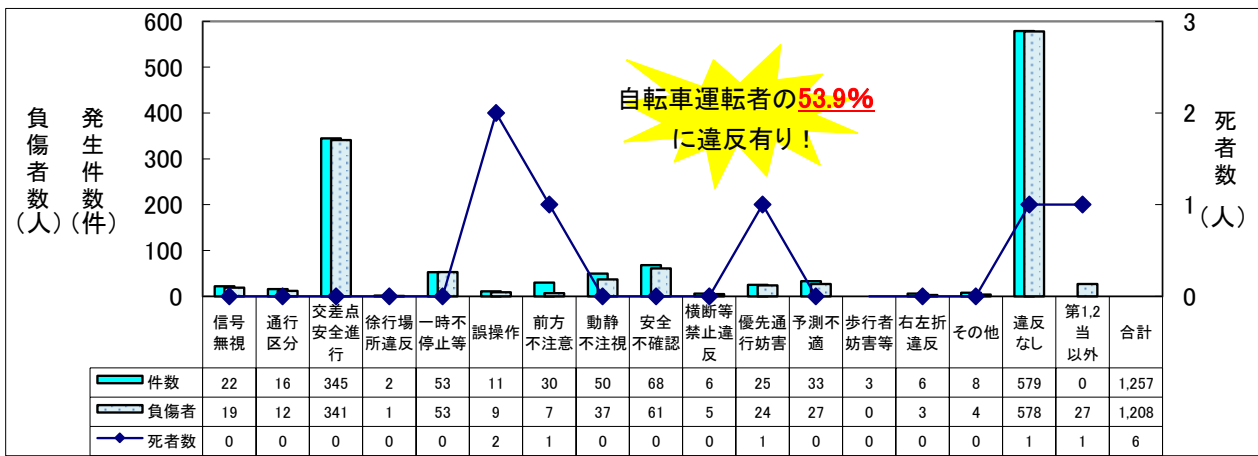 600
500
400
300
200
100
0
3
2
1
0
負傷者数(人)
発生件数(件)
死者数(人)
自転車運転者の53.9%
に違反有り！
信号
無視
通行
区分
交差点
安全進
行
徐行場
所違反
一時不
停止等
誤操作
前方
不注意
動静
不注視
安全
不確認
横断等
禁止違
反
優先通
行妨害
予測不
適
歩行者
妨害等
右左折
違反
その他
違反
なし
第1,2
当
以外
合計
件数 22 16 345 2 53 11 30 50 68 6 25 33 3 6 8 579 0 1,257
負傷者 19 12 341 1 53 9 7 37 61 5 24 27 0 3 4 578 27 1,208
死者数 0 0 0 0 0 2 1 0 0 0 1 0 0 0 0 1 1 6